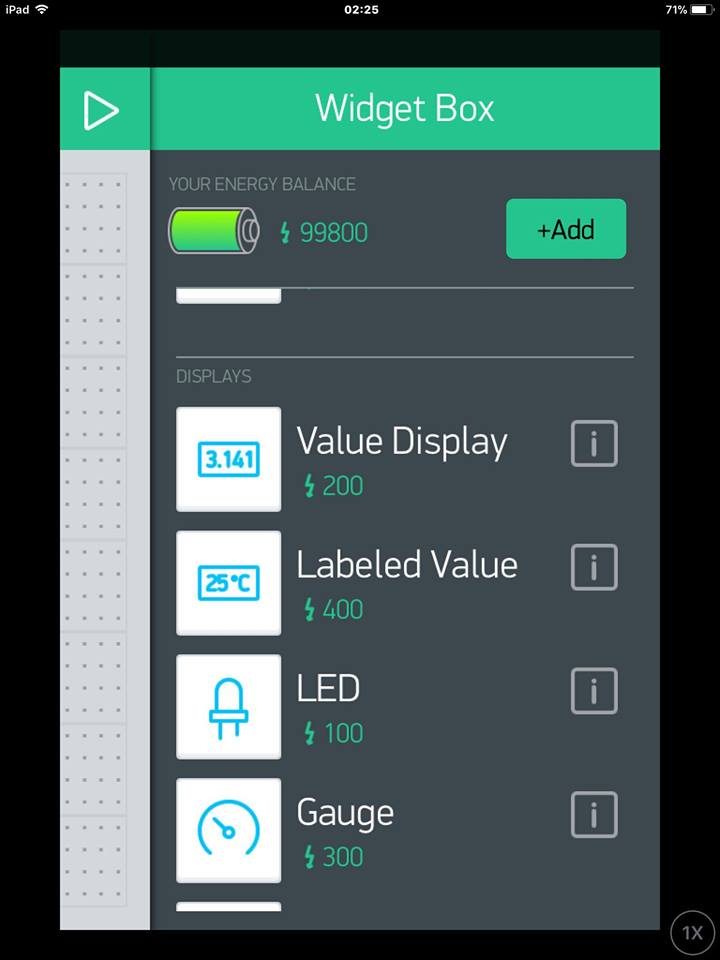 iPad 02:25 71%
Widget Box
YOUR ENERGY BALANCE
99800
+Add
DISPLAYS
3.141
Value Display
200
25°C
Labeled Value
400
LED
100
Gauge
300
1X